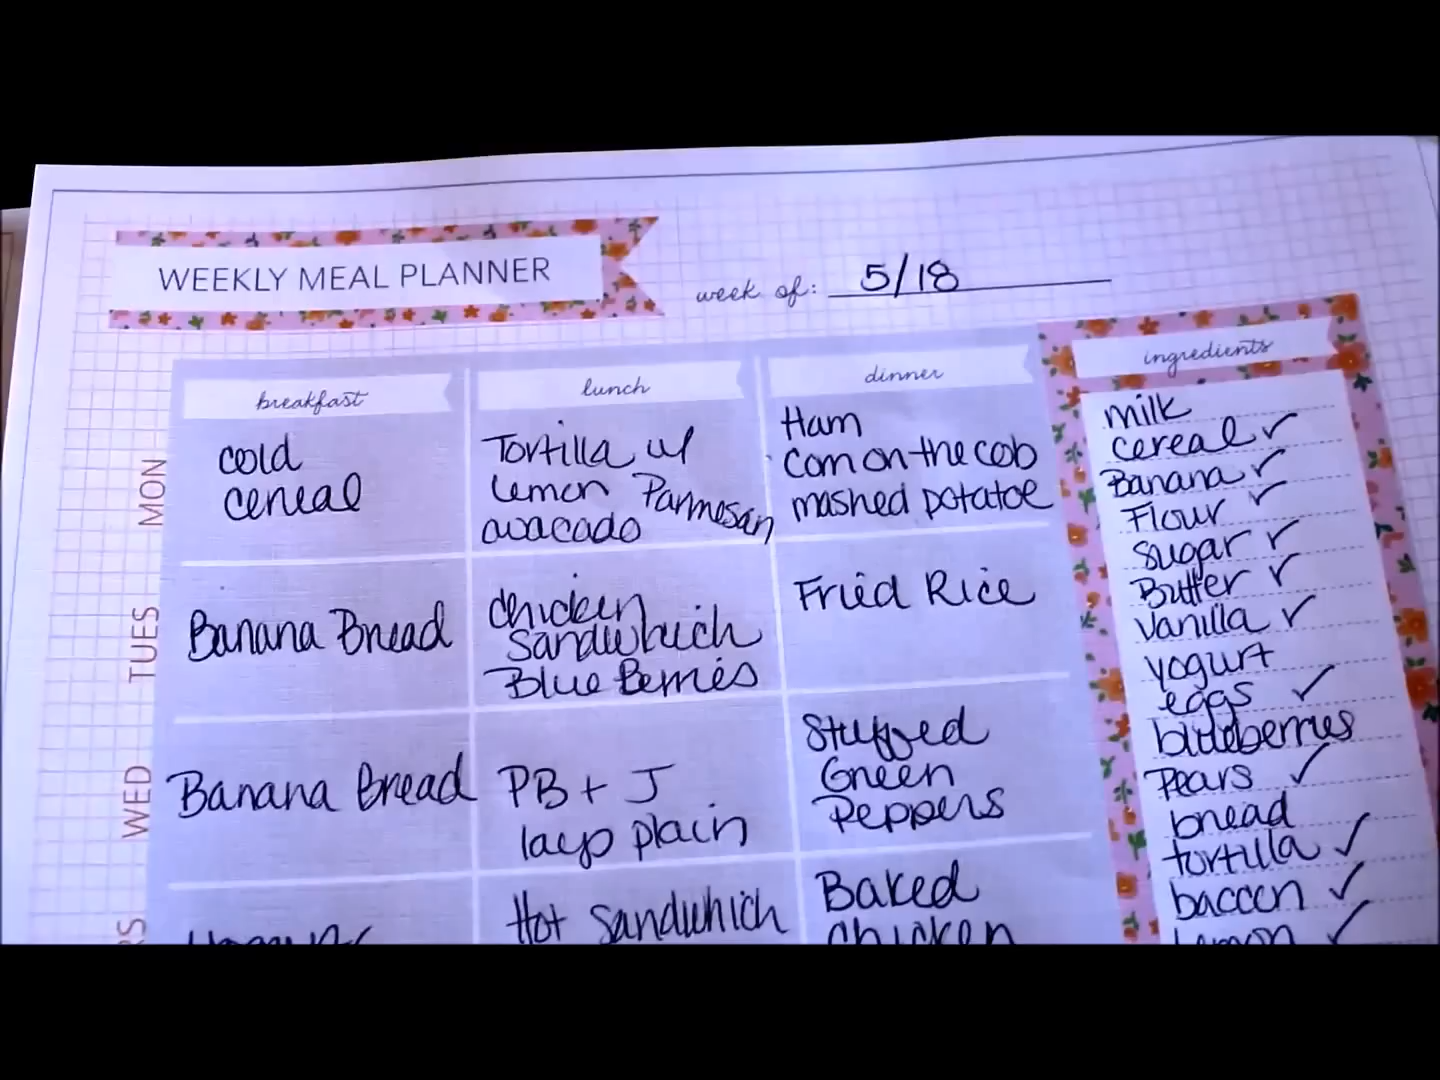 WEEKLY MEAL PLANNER
week of: 5/18
breakfast
lunch
dinner
ingredients
MON
cold
cereal
Tortilla w/
lemon Parmesan
avacado
Ham
Corn on the cob
mashed potatoe
TUES
Banana Bread
chicken
sandwhich
Blue Berries
Fried Rice
WED
Banana Bread
PB + J
lays plain
Stuffed
Green
Peppers
Hot sandwhich
Baked
chicken
milk
cereal ✓
Banana ✓
Flour ✓
sugar ✓
Butter ✓
vanilla ✓
yogurt
eggs ✓
blueberries
Pears ✓
bread
tortilla ✓
baccon ✓
lemon ✓